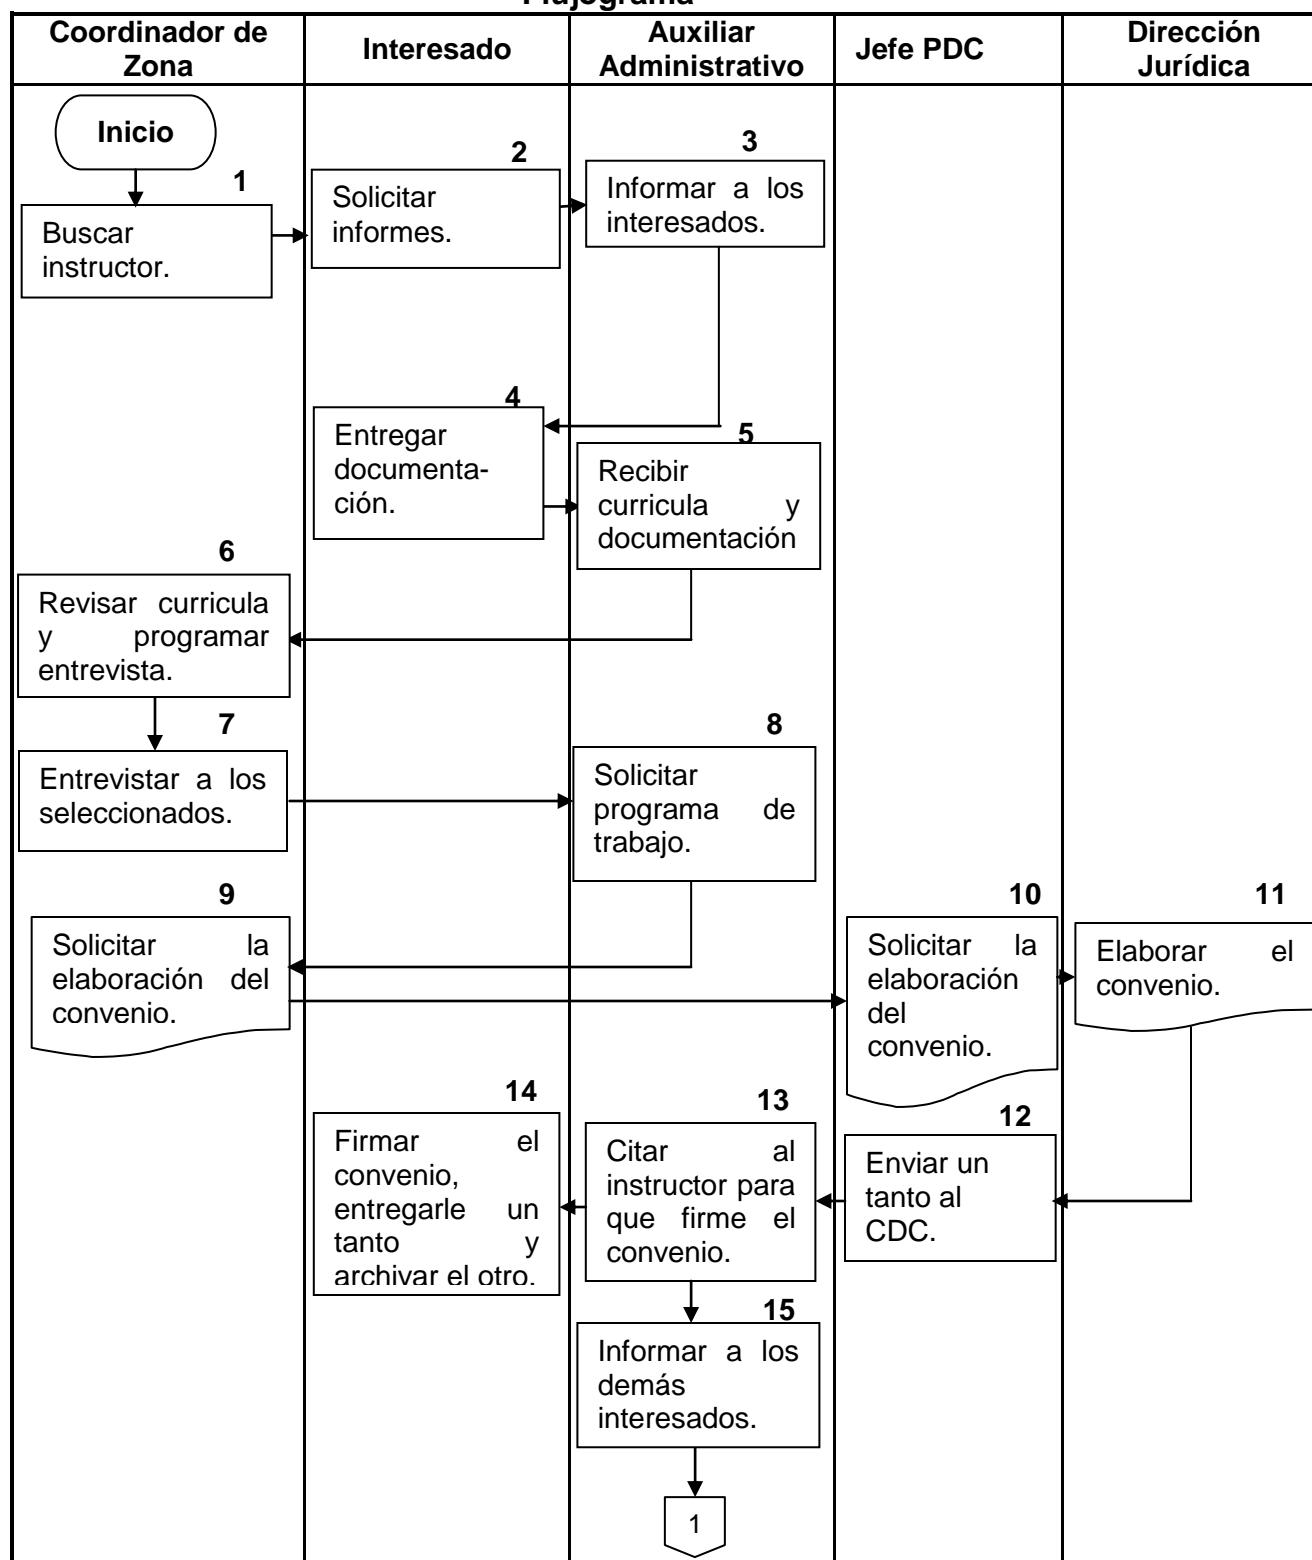 Flujograma
Coordinador de
Zona
Interesado
Auxiliar
Administrativo
Jefe PDC
Dirección
Jurídica
Inicio
1
Buscar
instructor.
2
Solicitar
informes.
3
Informar a los
interesados.
4
Entregar
documenta-
ción.
5
Recibir
curricula y
documentación
6
Revisar curricula
y programar
entrevista.
7
Entrevistar a los
seleccionados.
8
Solicitar
programa de
trabajo.
9
Solicitar la
elaboración del
convenio.
10
Solicitar la
elaboración
del
convenio.
11
Elaborar el
convenio.
12
Enviar un
tanto al
CDC.
13
Citar al
instructor para
que firme el
convenio.
14
Firmar el
convenio,
entregarle un
tanto y
archivar el otro.
15
Informar a los
demás
interesados.
1